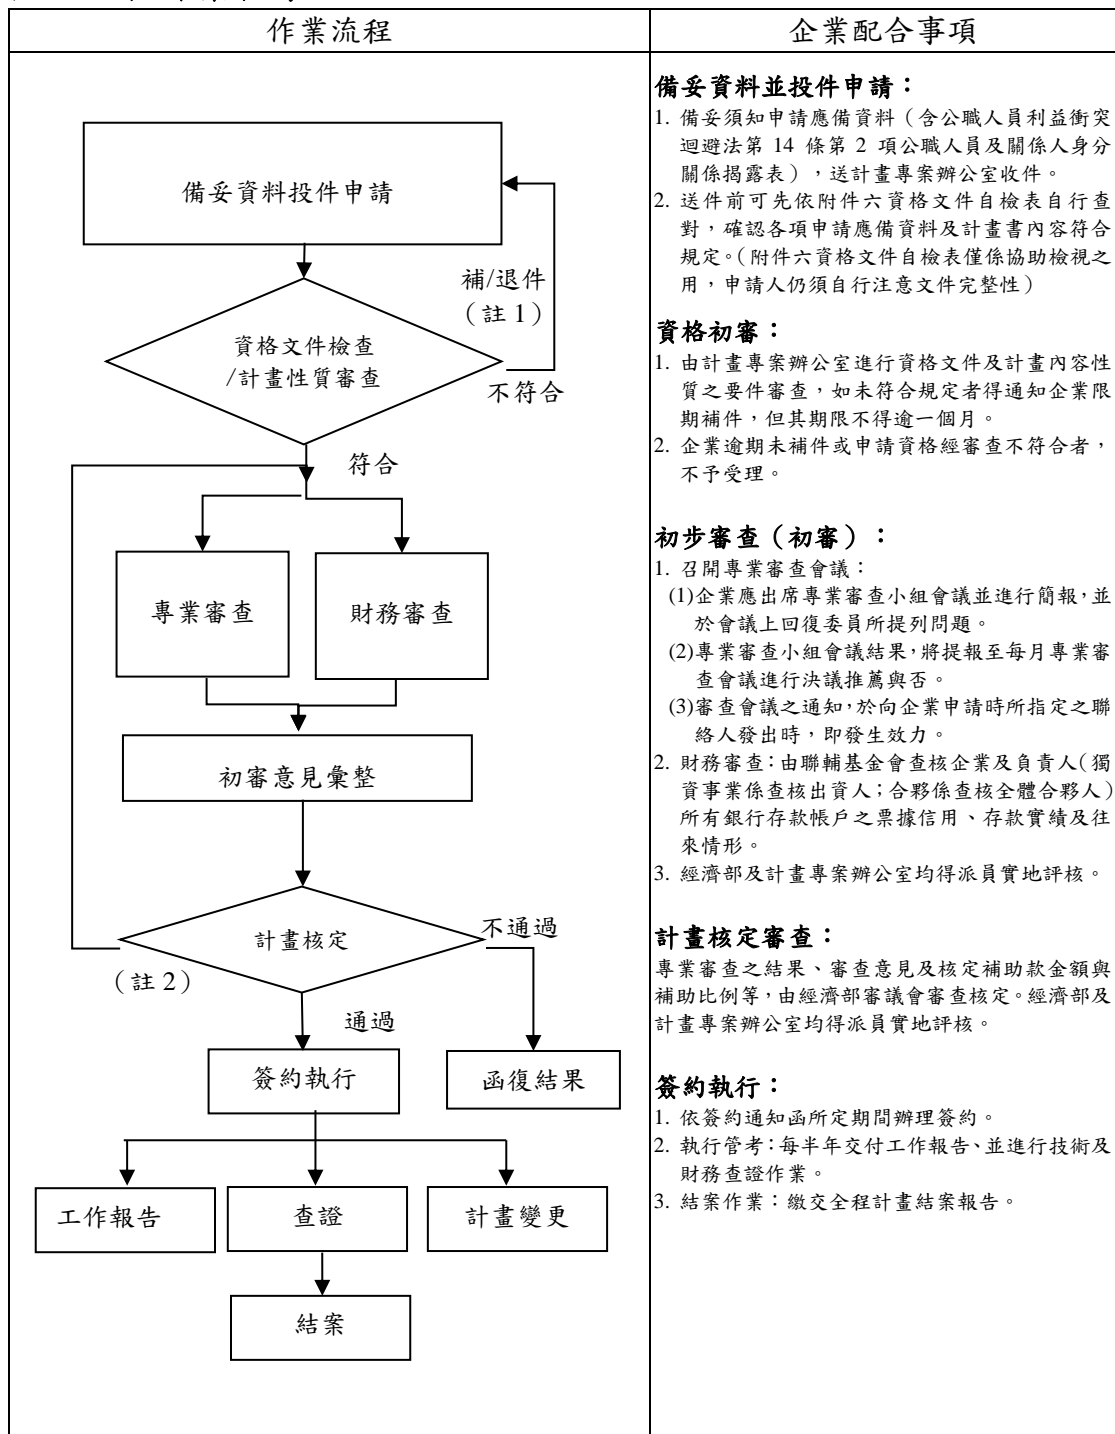 作業流程
企業配合事項
備妥資料投件申請
補/退件
（註 1）
資格文件檢查
/計畫性質審查
不符合
符合
專業審查
財務審查
初審意見彙整
計畫核定
不通過
（註 2）
通過
簽約執行
函復結果
工作報告
查證
計畫變更
結案
備妥資料並投件申請：
1. 備妥須知申請應備資料（含公職人員利益衝突
迴避法第 14 條第 2 項公職人員及關係人身分
關係揭露表），送計畫專案辦公室收件。
2. 送件前可先依附件六資格文件自檢表自行查
對，確認各項申請應備資料及計畫書內容符合
規定。（附件六資格文件自檢表僅係協助檢視之
用，申請人仍須自行注意文件完整性）
資格初審：
1. 由計畫專案辦公室進行資格文件及計畫內容性
質之要件審查，如未符合規定者得通知企業限
期補件，但其期限不得逾一個月。
2. 企業逾期未補件或申請資格經審查不符合者，
不予受理。
初步審查（初審）：
1. 召開專業審查會議：
(1)企業應出席專業審查小組會議並進行簡報，並
於會議上回復委員所提列問題。
(2)專業審查小組會議結果，將提報至每月專業審
查會議進行決議推薦與否。
(3)審查會議之通知，於向企業申請時所指定之聯
絡人發出時，即發生效力。
2. 財務審查：由聯輔基金會查核企業及負責人（獨
資事業係查核出資人；合夥係查核全體合夥人）
所有銀行存款帳戶之票據信用、存款實績及往
來情形。
3. 經濟部及計畫專案辦公室均得派員實地評核。
計畫核定審查：
專業審查之結果、審查意見及核定補助款金額與
補助比例等，由經濟部審議會審查核定。經濟部及
計畫專案辦公室均得派員實地評核。
簽約執行：
1. 依簽約通知函所定期間辦理簽約。
2. 執行管考：每半年交付工作報告、並進行技術及
財務查證作業。
3. 結案作業：繳交全程計畫結案報告。